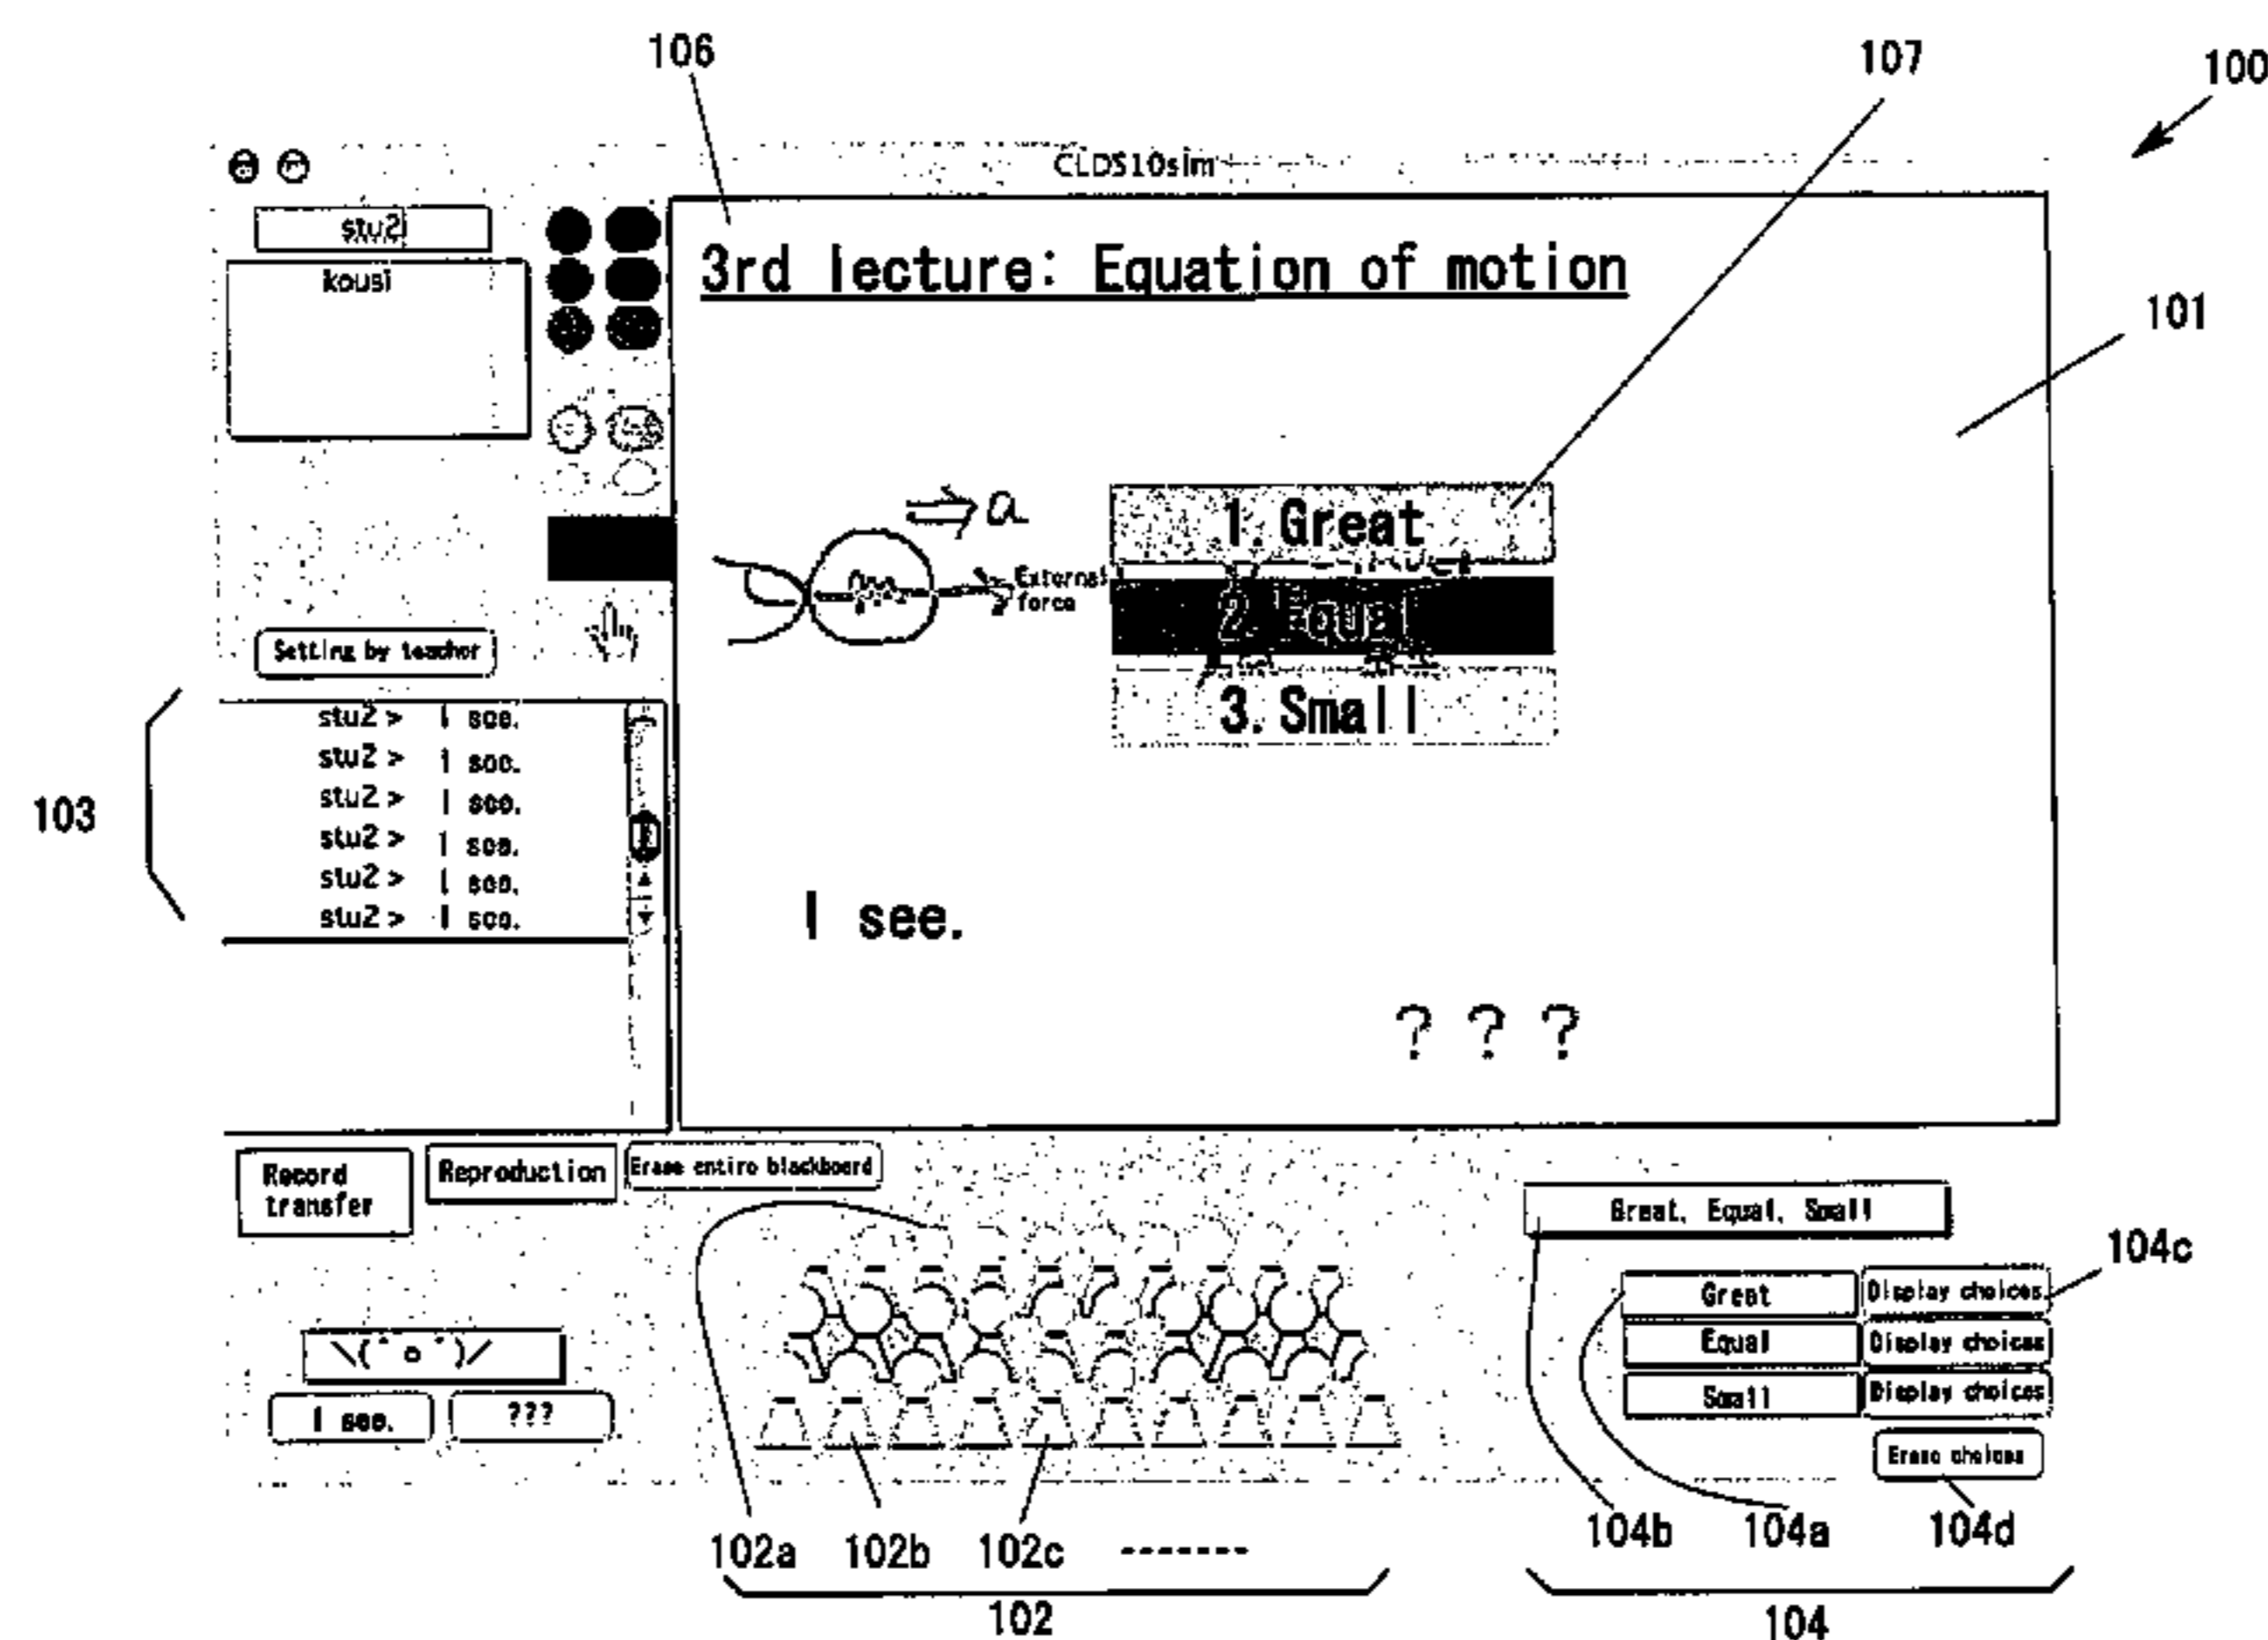 106
107
100
CLDS10sim
stu2
kousi
3rd lecture: Equation of motion
101
a
1. Great
External
force
2. Equal
Setting by teacher
3. Small
stu2 > I see.
stu2 > I see.
stu2 > I see.
103
stu2 > I see.
stu2 > I see.
stu2 > I see.
I see.
? ? ?
Record
transfer
Reproduction
Erase entire blackboard
Great, Equal, Small
104c
Great
Display choices
Equal
Display choices
Small
Display choices
\(^o^)/
I see.
???
Erase choices
102a 102b 102c -------
104b 104a 104d
102
104